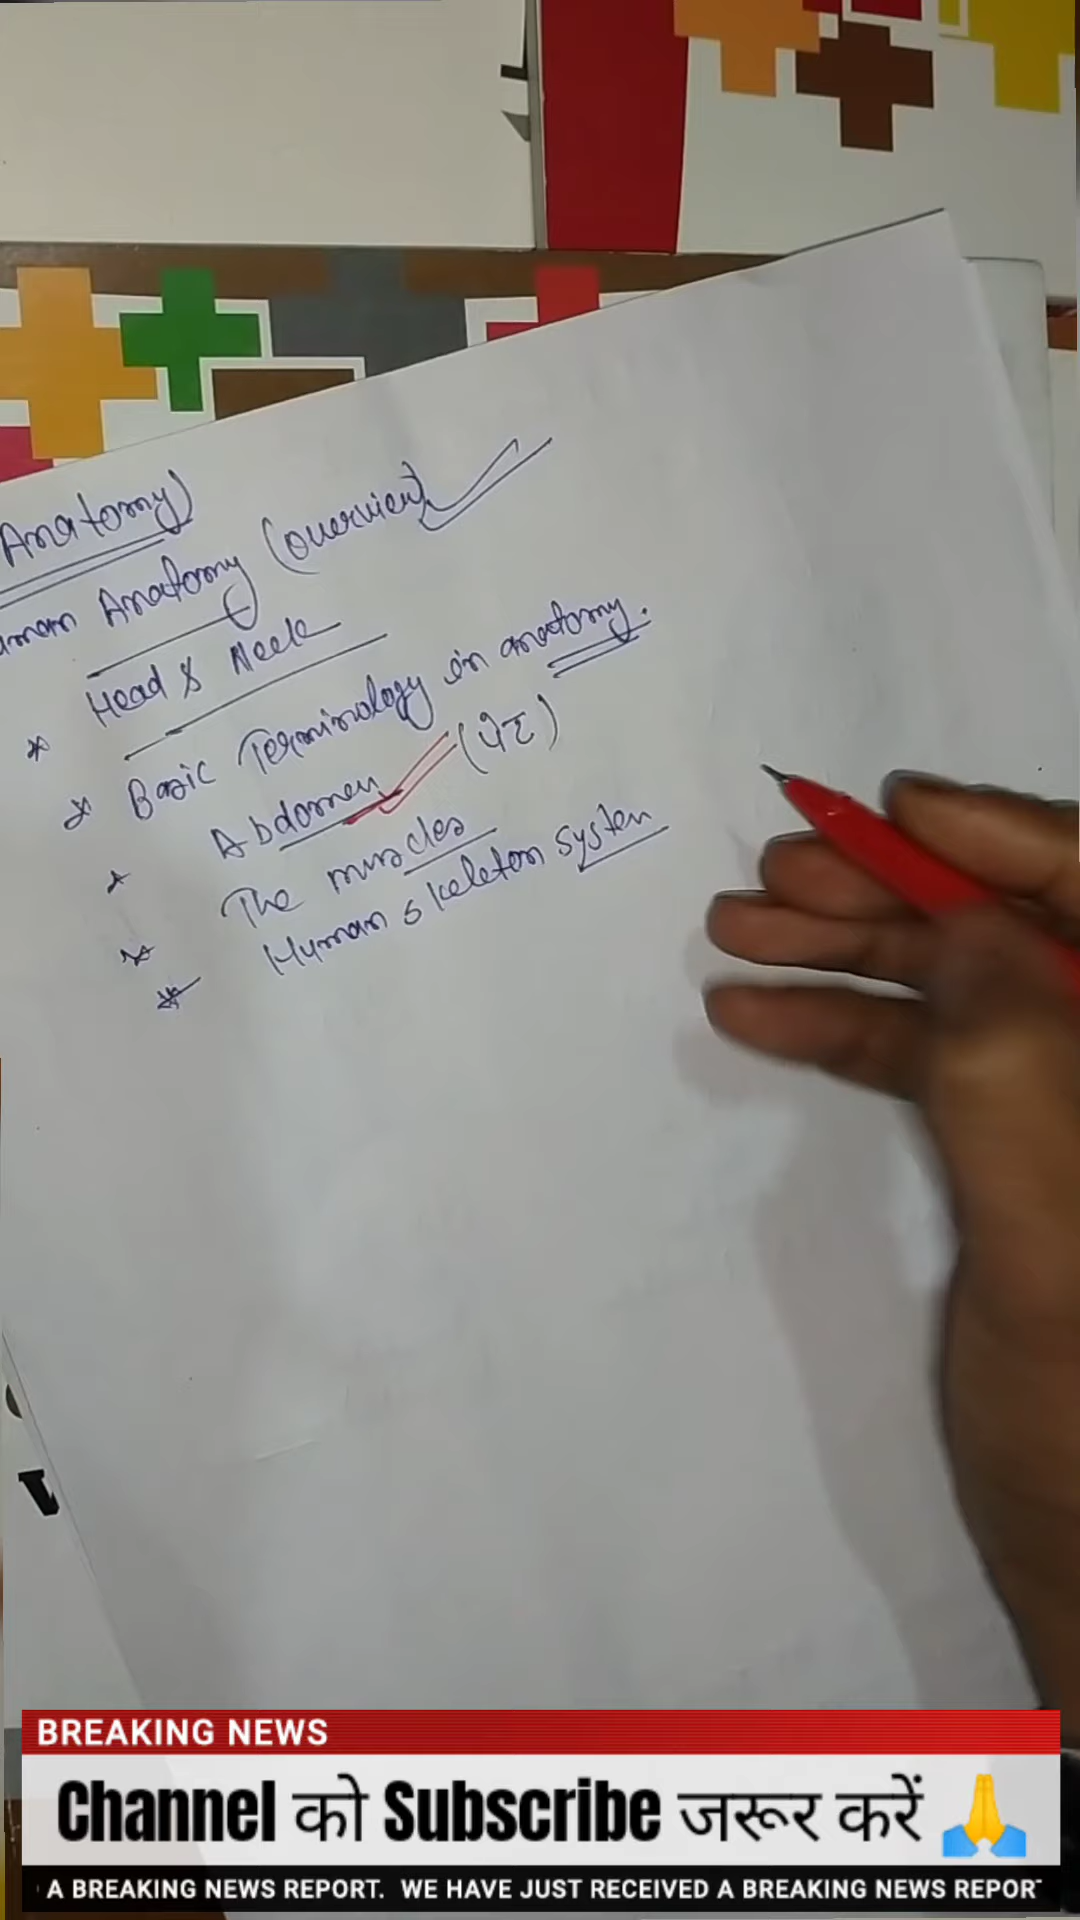 Anatomy)
uman Anatomy (overview)
* Head & Neck
* Basic Terminology in anatomy.
* Abdomen (पेट)
* The muscles
* Human skeleton system
BREAKING NEWS
Channel को Subscribe जरूर करें 🙏
A BREAKING NEWS REPORT. WE HAVE JUST RECEIVED A BREAKING NEWS REPOR